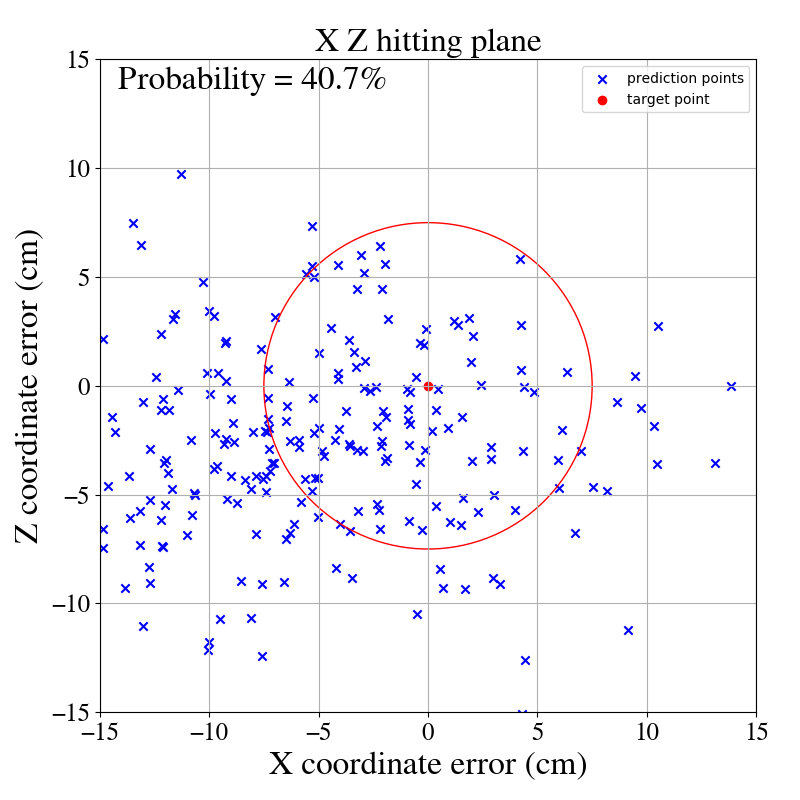 X Z hitting plane
Probability = 40.7%
prediction points
target point
15
10
5
0
−5
−10
−15
Z coordinate error (cm)
−15 −10 −5 0 5 10 15
X coordinate error (cm)